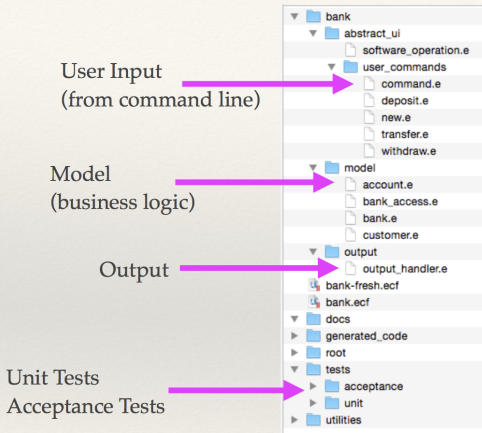 bank
abstract_ui
software_operation.e
user_commands
User Input
(from command line)
command.e
deposit.e
new.e
transfer.e
withdraw.e
Model
(business logic)
model
account.e
bank_access.e
bank.e
customer.e
Output
output
output_handler.e
bank-fresh.ecf
bank.ecf
docs
generated_code
root
Unit Tests
Acceptance Tests
tests
acceptance
unit
utilities